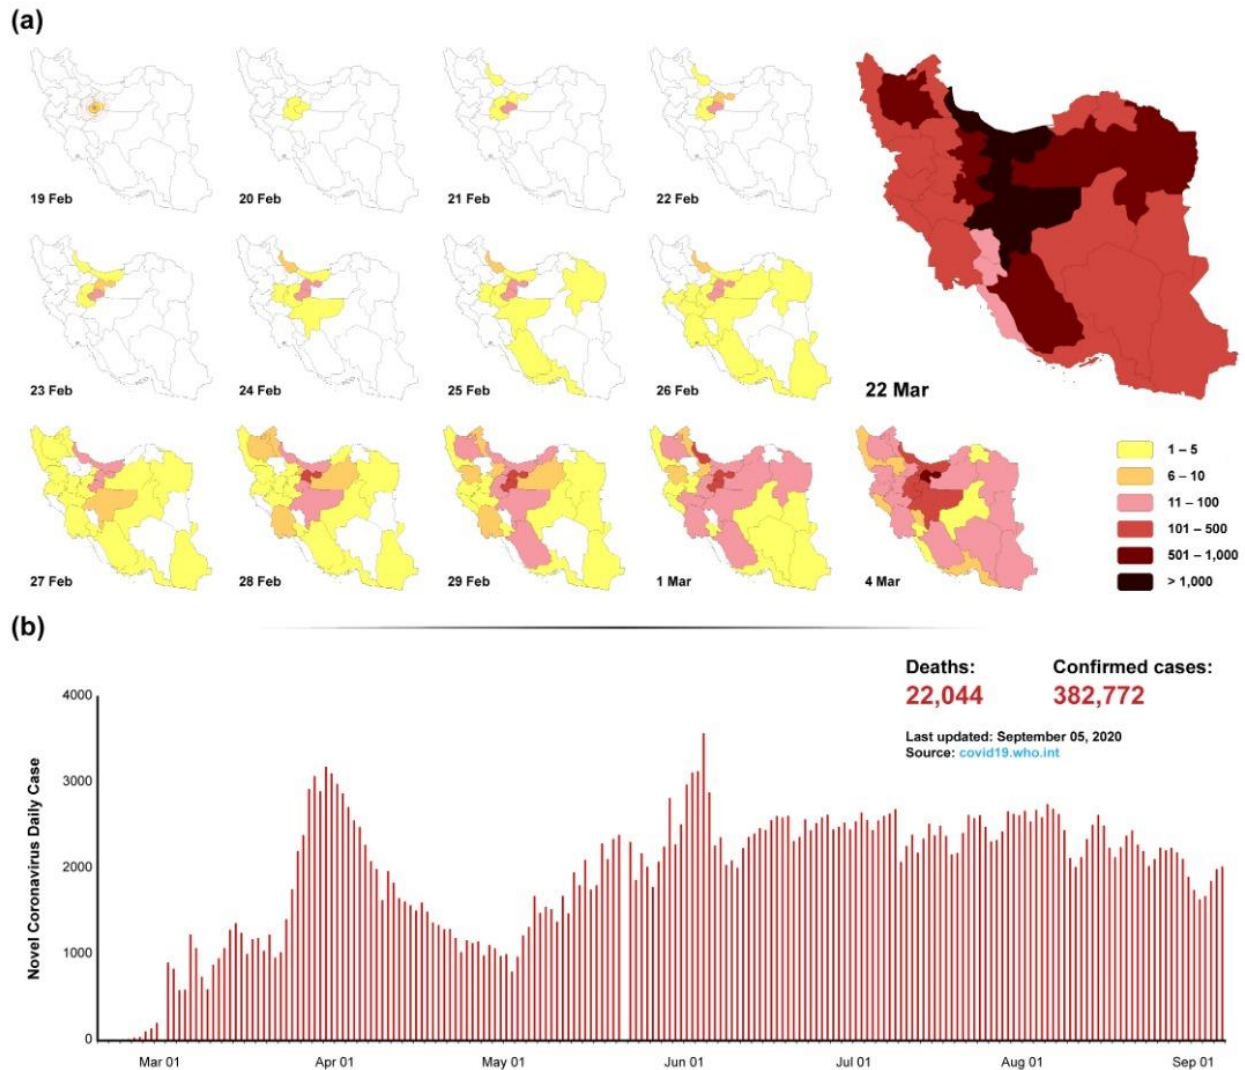 (a)
19 Feb
20 Feb
21 Feb
22 Feb
23 Feb
24 Feb
25 Feb
26 Feb
22 Mar
27 Feb
28 Feb
29 Feb
1 Mar
4 Mar
1 – 5
6 – 10
11 – 100
101 – 500
501 – 1,000
> 1,000
(b)
Deaths:
22,044
Confirmed cases:
382,772
Last updated: September 05, 2020
Source: covid19.who.int
Novel Coronavirus Daily Case
4000
3000
2000
1000
0
Mar 01
Apr 01
May 01
Jun 01
Jul 01
Aug 01
Sep 01